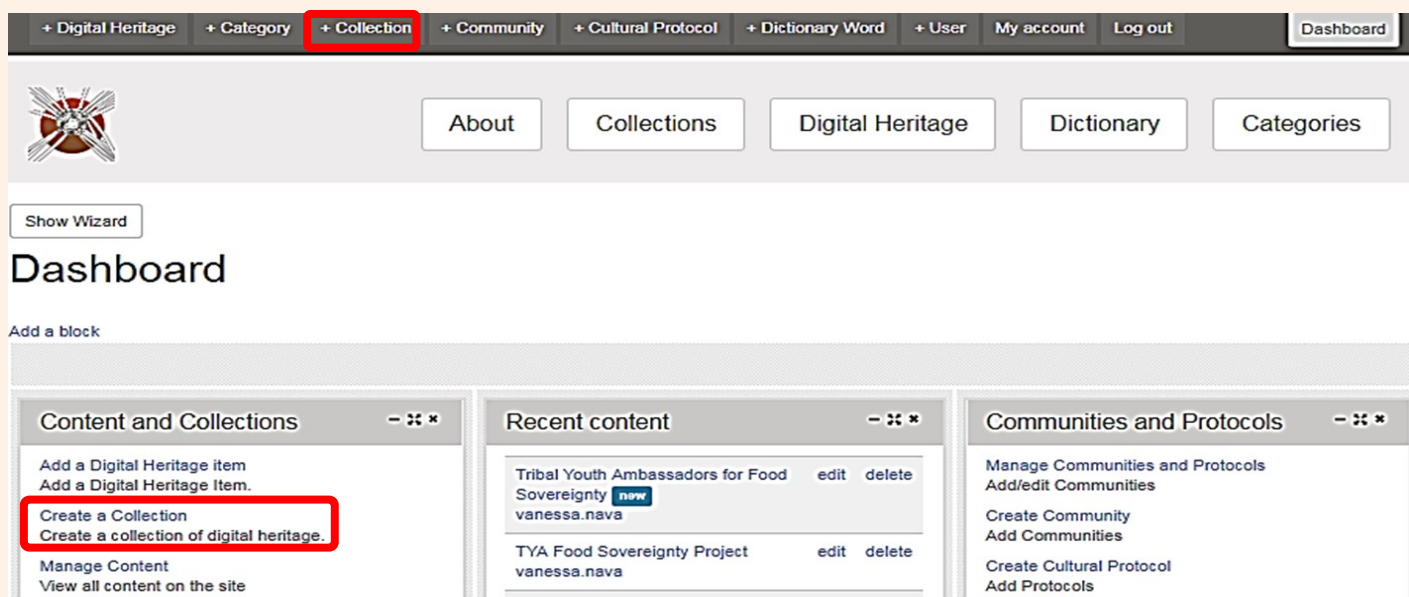 + Digital Heritage + Category + Collection + Community + Cultural Protocol + Dictionary Word + User My account Log out Dashboard
About Collections Digital Heritage Dictionary Categories
Show Wizard
Dashboard
Add a block
Content and Collections
Add a Digital Heritage item
Add a Digital Heritage Item.
Create a Collection
Create a collection of digital heritage.
Manage Content
View all content on the site
Recent content
Tribal Youth Ambassadors for Food edit delete
Sovereignty new
vanessa.nava
TYA Food Sovereignty Project edit delete
vanessa.nava
Communities and Protocols
Manage Communities and Protocols
Add/edit Communities
Create Community
Add Communities
Create Cultural Protocol
Add Protocols